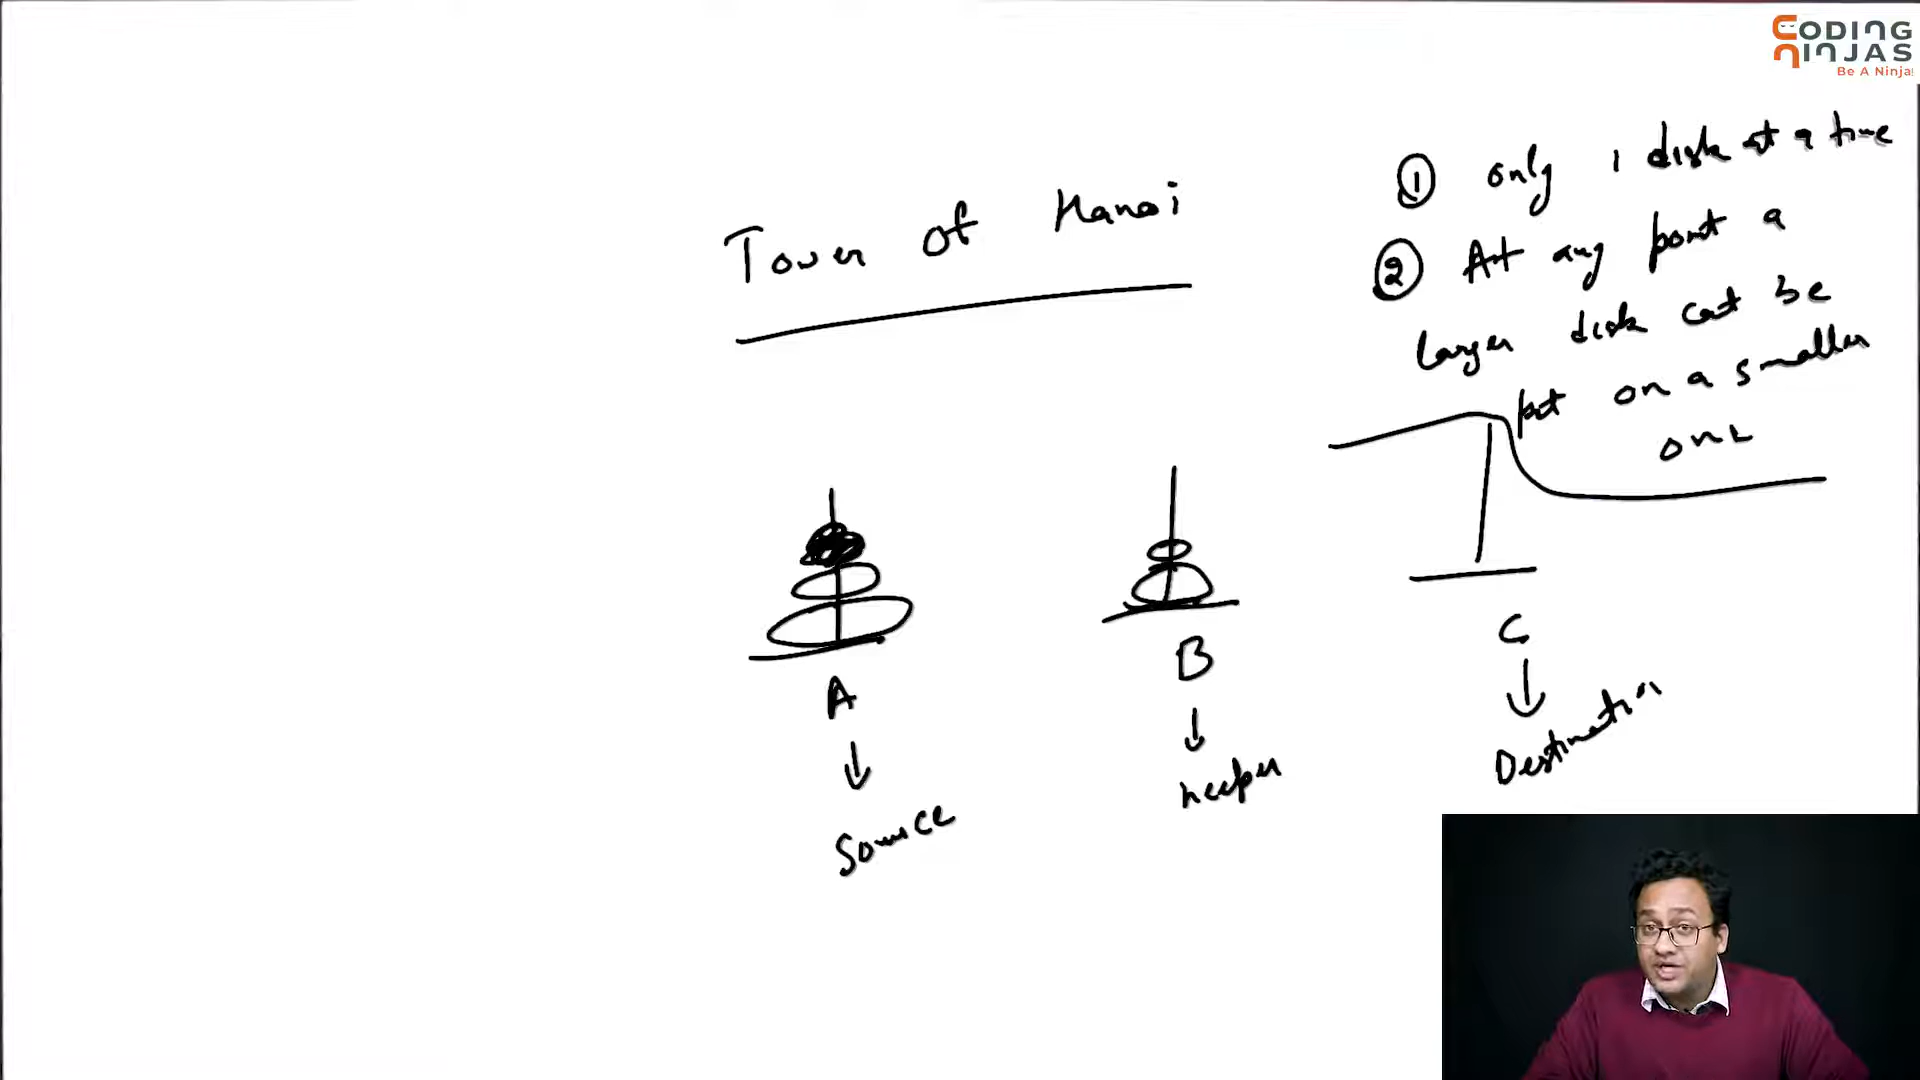 CODING
NINJAS
Be A Ninja!
① only 1 disk at a time
Tower of Hanoi
② At any point a
larger disk cant be
put on a smaller
one
A
B
C
Source
helper
Destination